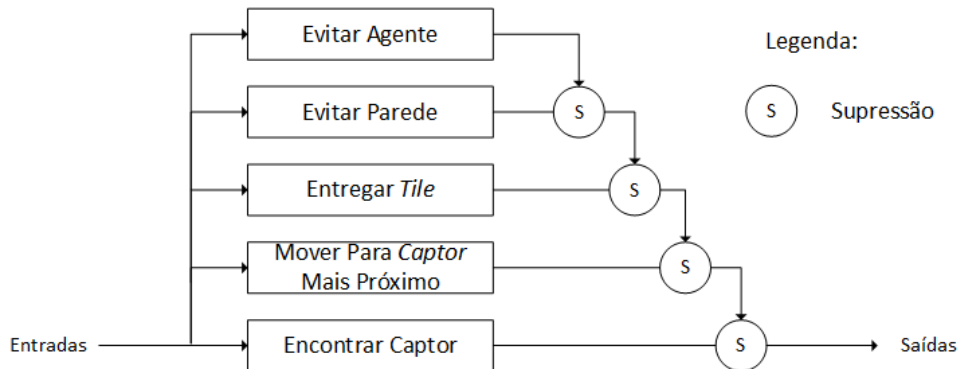 Evitar Agente
Legenda:
Evitar Parede
S
S
Supressão
Entregar Tile
S
Mover Para Captor
Mais Próximo
S
Entradas
Encontrar Captor
S
Saídas